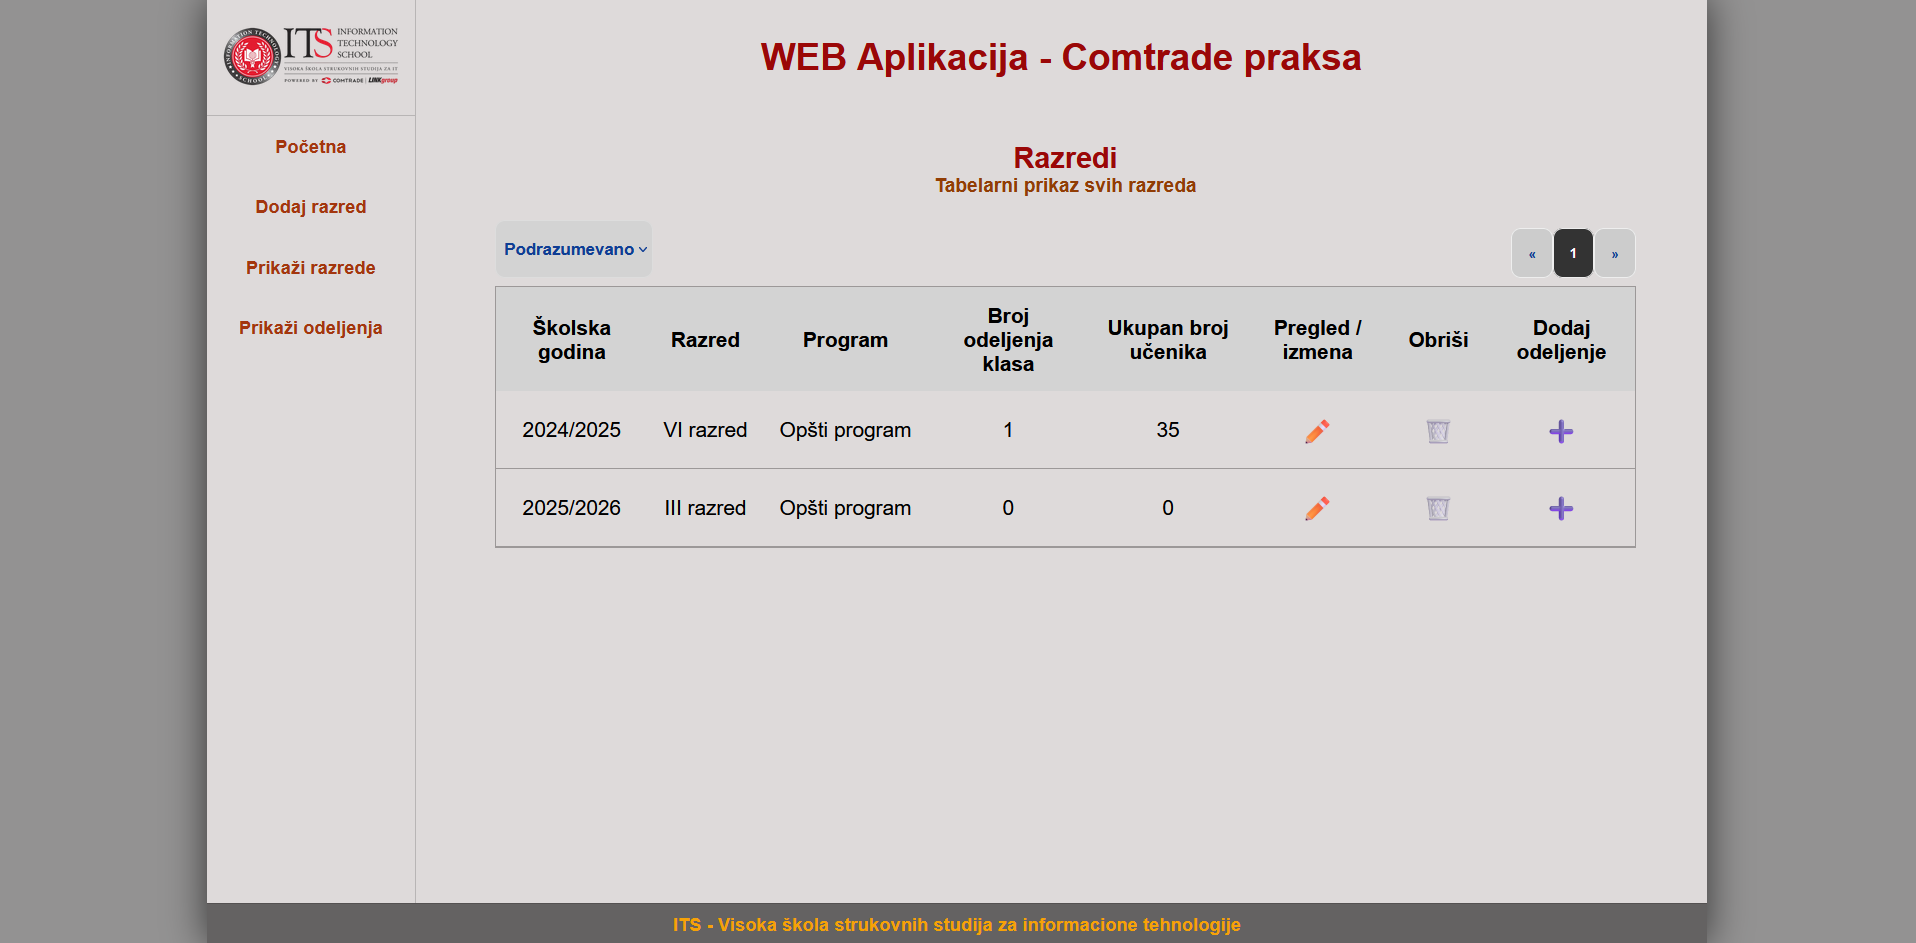 INFORMATION TECHNOLOGY SCHOOL
ITS
INFORMATION
TECHNOLOGY
SCHOOL
VISOKA ŠKOLA STRUKOVNIH STUDIJA ZA IT
POWERED BY COMTRADE | LINKgroup
WEB Aplikacija - Comtrade praksa
Početna
Dodaj razred
Prikaži razrede
Prikaži odeljenja
Razredi
Tabelarni prikaz svih razreda
Podrazumevano
« 1 »
Školska godina Razred Program Broj odeljenja klasa Ukupan broj učenika Pregled / izmena Obriši Dodaj odeljenje
2024/2025 VI razred Opšti program 1 35
2025/2026 III razred Opšti program 0 0
ITS - Visoka škola strukovnih studija za informacione tehnologije